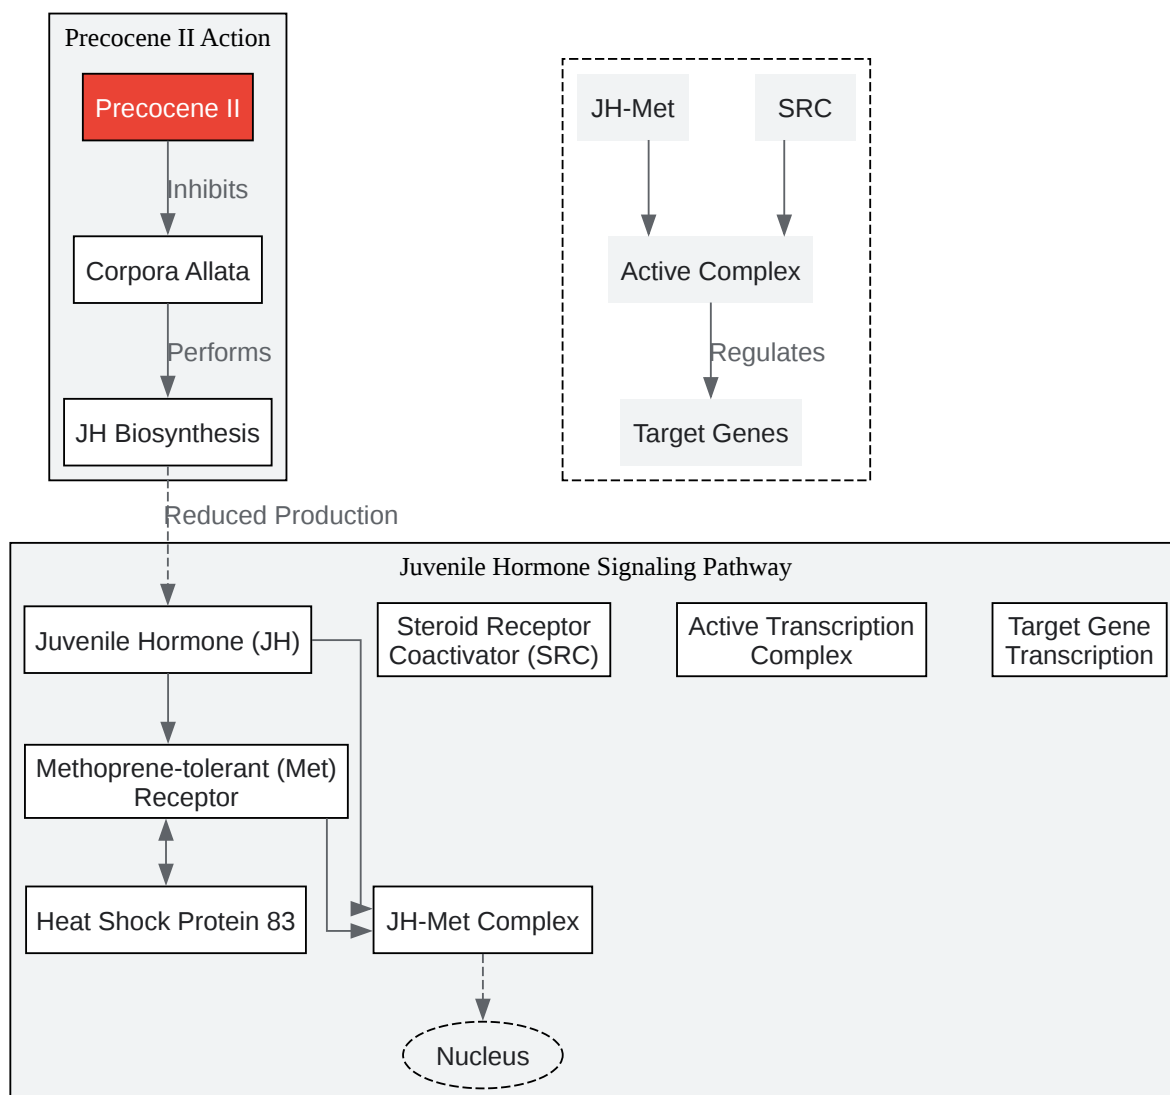 Precocene II Action
Precocene II
Inhibits
Corpora Allata
Performs
JH Biosynthesis
Reduced Production
JH-Met
SRC
Active Complex
Regulates
Target Genes
Juvenile Hormone Signaling Pathway
Juvenile Hormone (JH)
Steroid Receptor
Coactivator (SRC)
Active Transcription
Complex
Target Gene
Transcription
Methoprene-tolerant (Met)
Receptor
Heat Shock Protein 83
JH-Met Complex
Nucleus